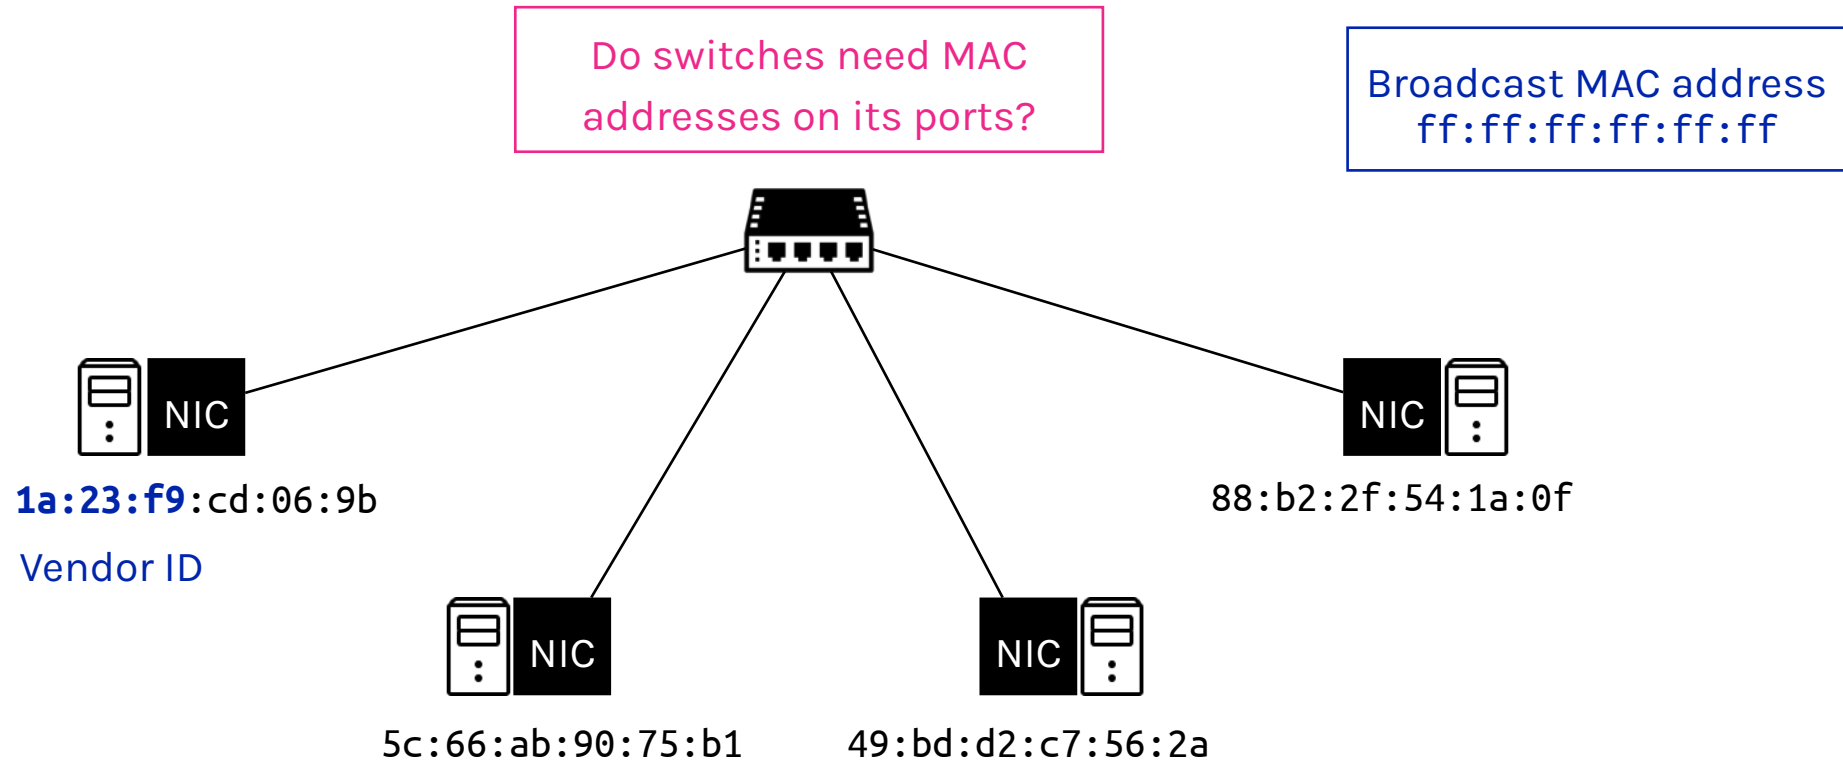 Do switches need MAC
addresses on its ports?
Broadcast MAC address
ff:ff:ff:ff:ff:ff
NIC
NIC
1a:23:f9:cd:06:9b
88:b2:2f:54:1a:0f
Vendor ID
NIC
NIC
5c:66:ab:90:75:b1
49:bd:d2:c7:56:2a